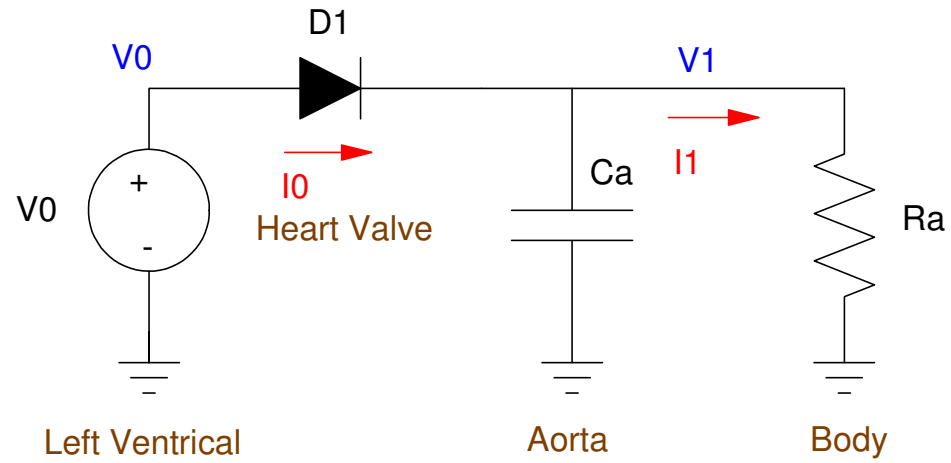 D1
V0
V1
+
V0
-
I0
Heart Valve
Ca
I1
Ra
Left Ventrical
Aorta
Body